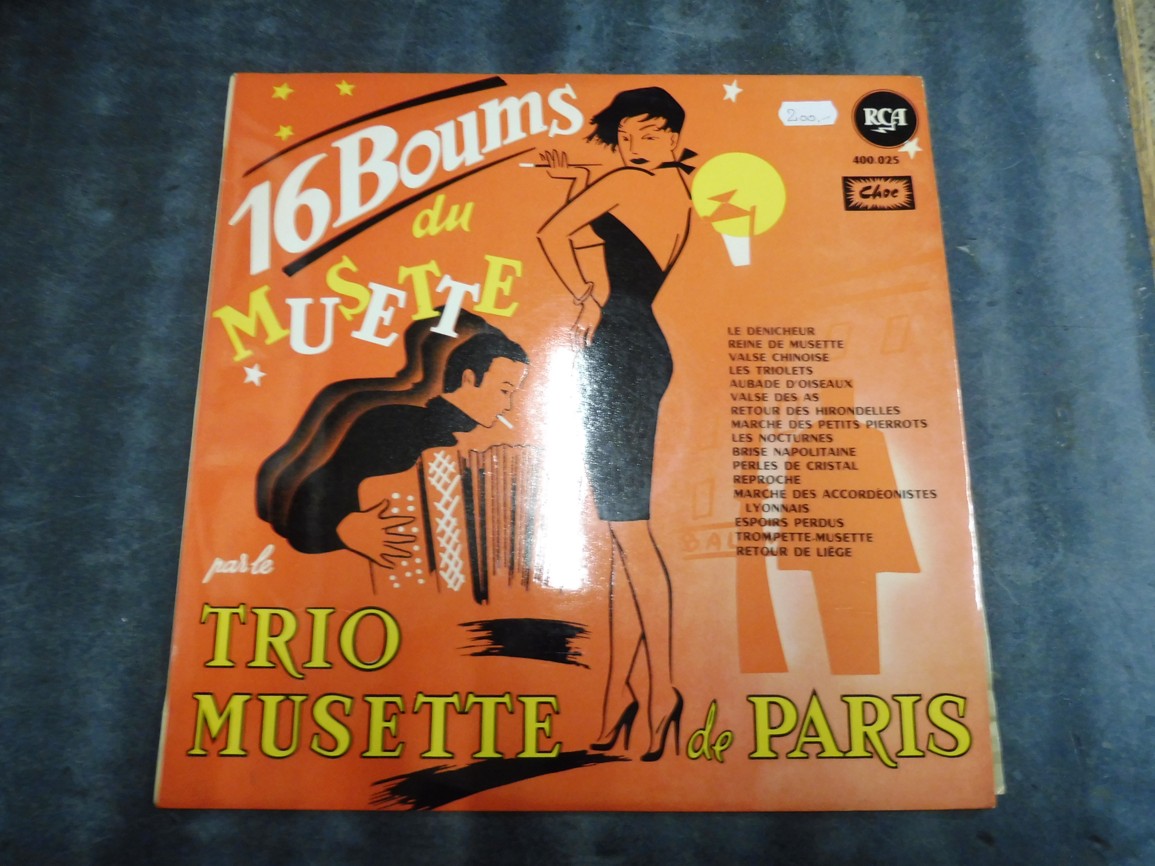 16 Boums
du
MUSETTE
200,-
RCA
400.025
Choc
LE DENICHEUR
REINE DE MUSETTE
VALSE CHINOISE
LES TRIOLETS
AUBADE D'OISEAUX
VALSE DES AS
RETOUR DES HIRONDELLES
MARCHE DES PETITS PIERROTS
LES NOCTURNES
BRISE NAPOLITAINE
PERLES DE CRISTAL
REPROCHE
MARCHE DES ACCORDÉONISTES
LYONNAIS
ESPOIRS PERDUS
TROMPETTE-MUSETTE
RETOUR DE LIÉGE
BAL
par le
TRIO
MUSETTE de PARIS